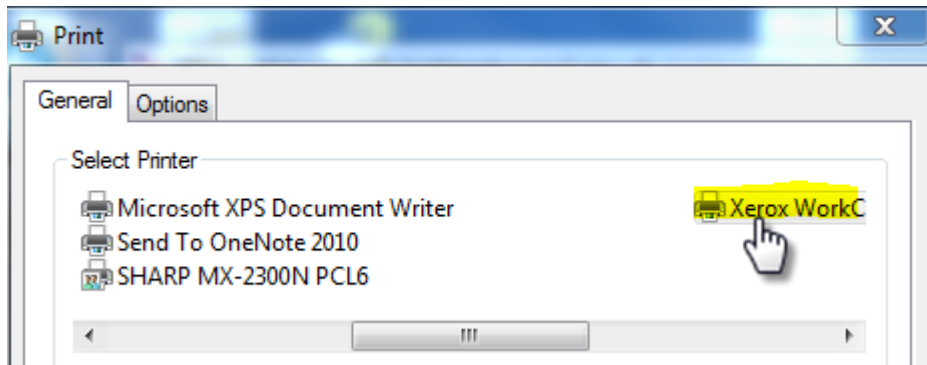 Print
General Options
Select Printer
Microsoft XPS Document Writer
Xerox WorkC
Send To OneNote 2010
SHARP MX-2300N PCL6